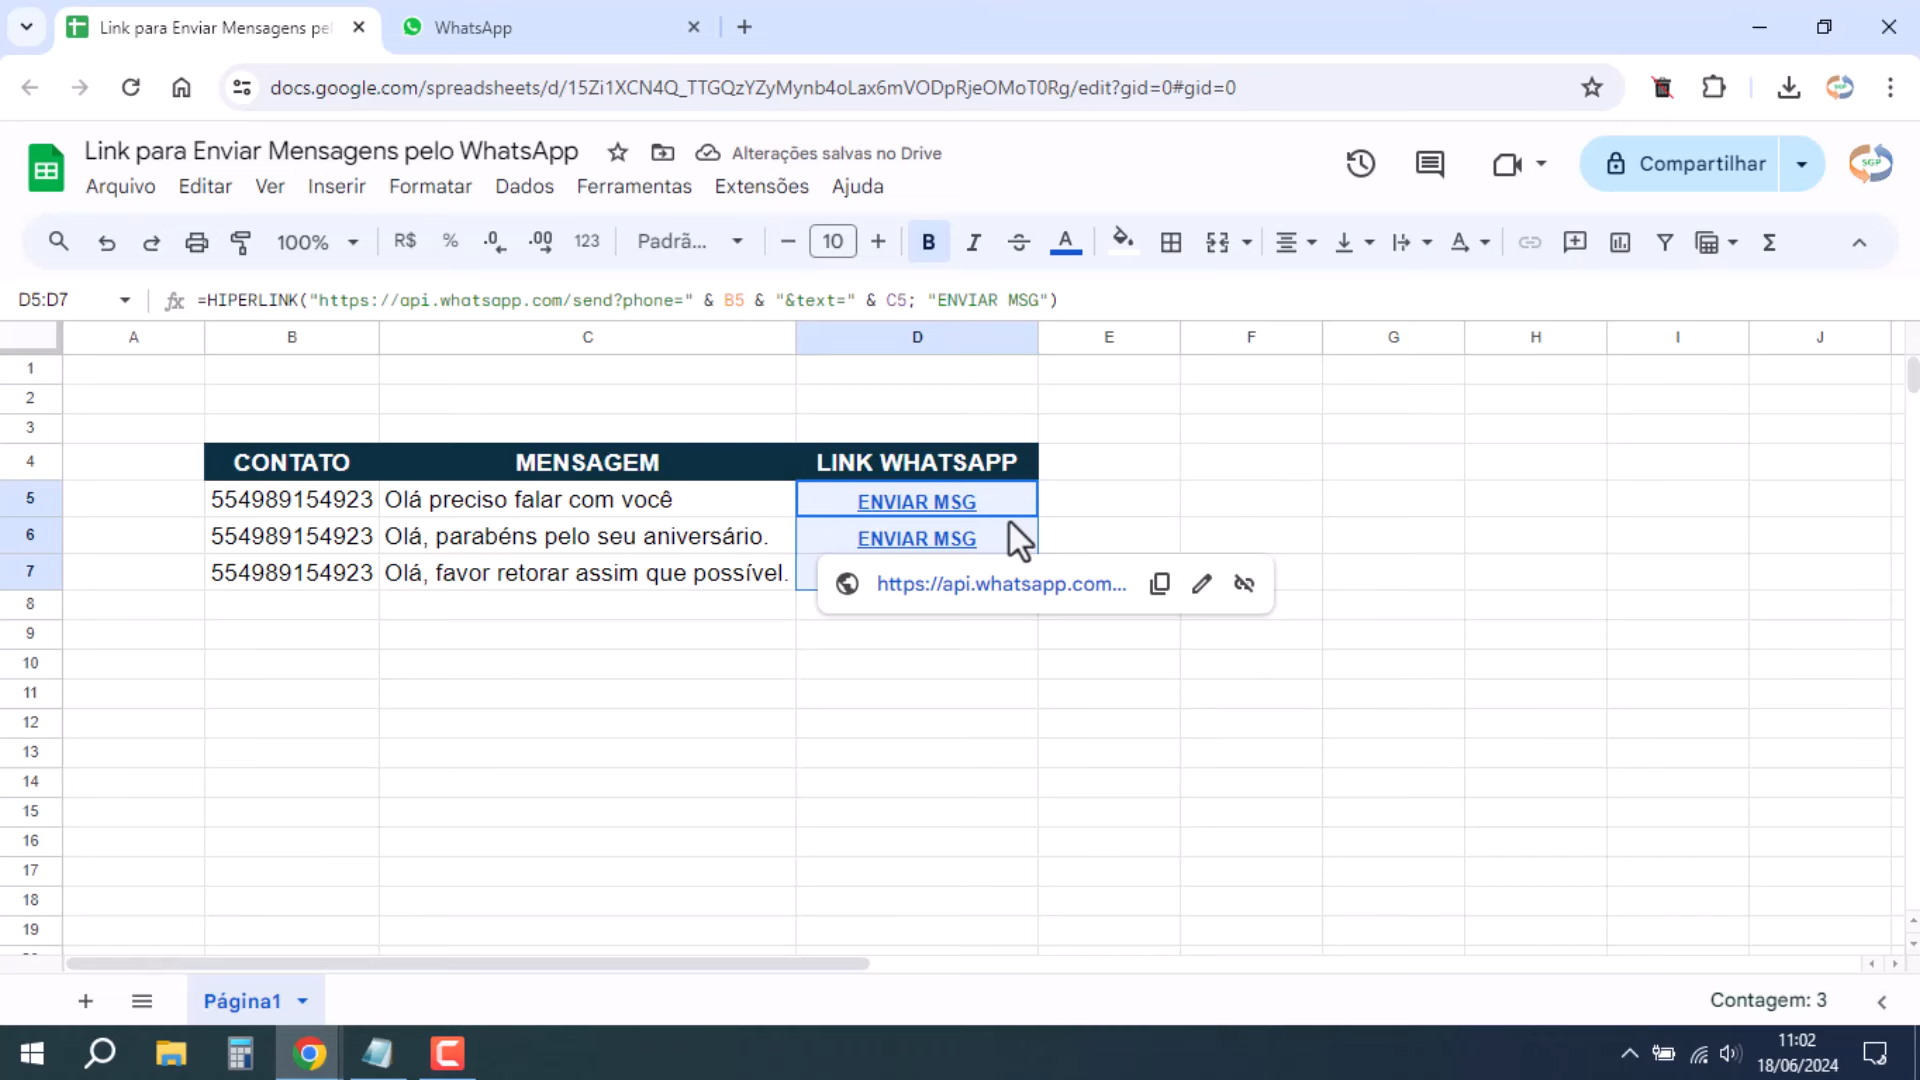 Link para Enviar Mensagens pel
WhatsApp
docs.google.com/spreadsheets/d/15Zi1XCN4Q_TTGQzYZyMynb4oLax6mVODpRjeOMoT0Rg/edit?gid=0#gid=0
Link para Enviar Mensagens pelo WhatsApp
Alterações salvas no Drive
Compartilhar
SGP
Arquivo Editar Ver Inserir Formatar Dados Ferramentas Extensões Ajuda
100% R$ % .0 .00 123 Padrã... 10 B I S A A Σ
D5:D7 fx =HIPERLINK("https://api.whatsapp.com/send?phone=" & B5 & "&text=" & C5; "ENVIAR MSG")
A B C D E F G H I J
1
2
3
4 CONTATO MENSAGEM LINK WHATSAPP
5 554989154923 Olá preciso falar com você ENVIAR MSG
6 554989154923 Olá, parabéns pelo seu aniversário. ENVIAR MSG
7 554989154923 Olá, favor retorar assim que possível.
https://api.whatsapp.com...
8
9
10
11
12
13
14
15
16
17
18
19
Página1
Contagem: 3
11:02
18/06/2024